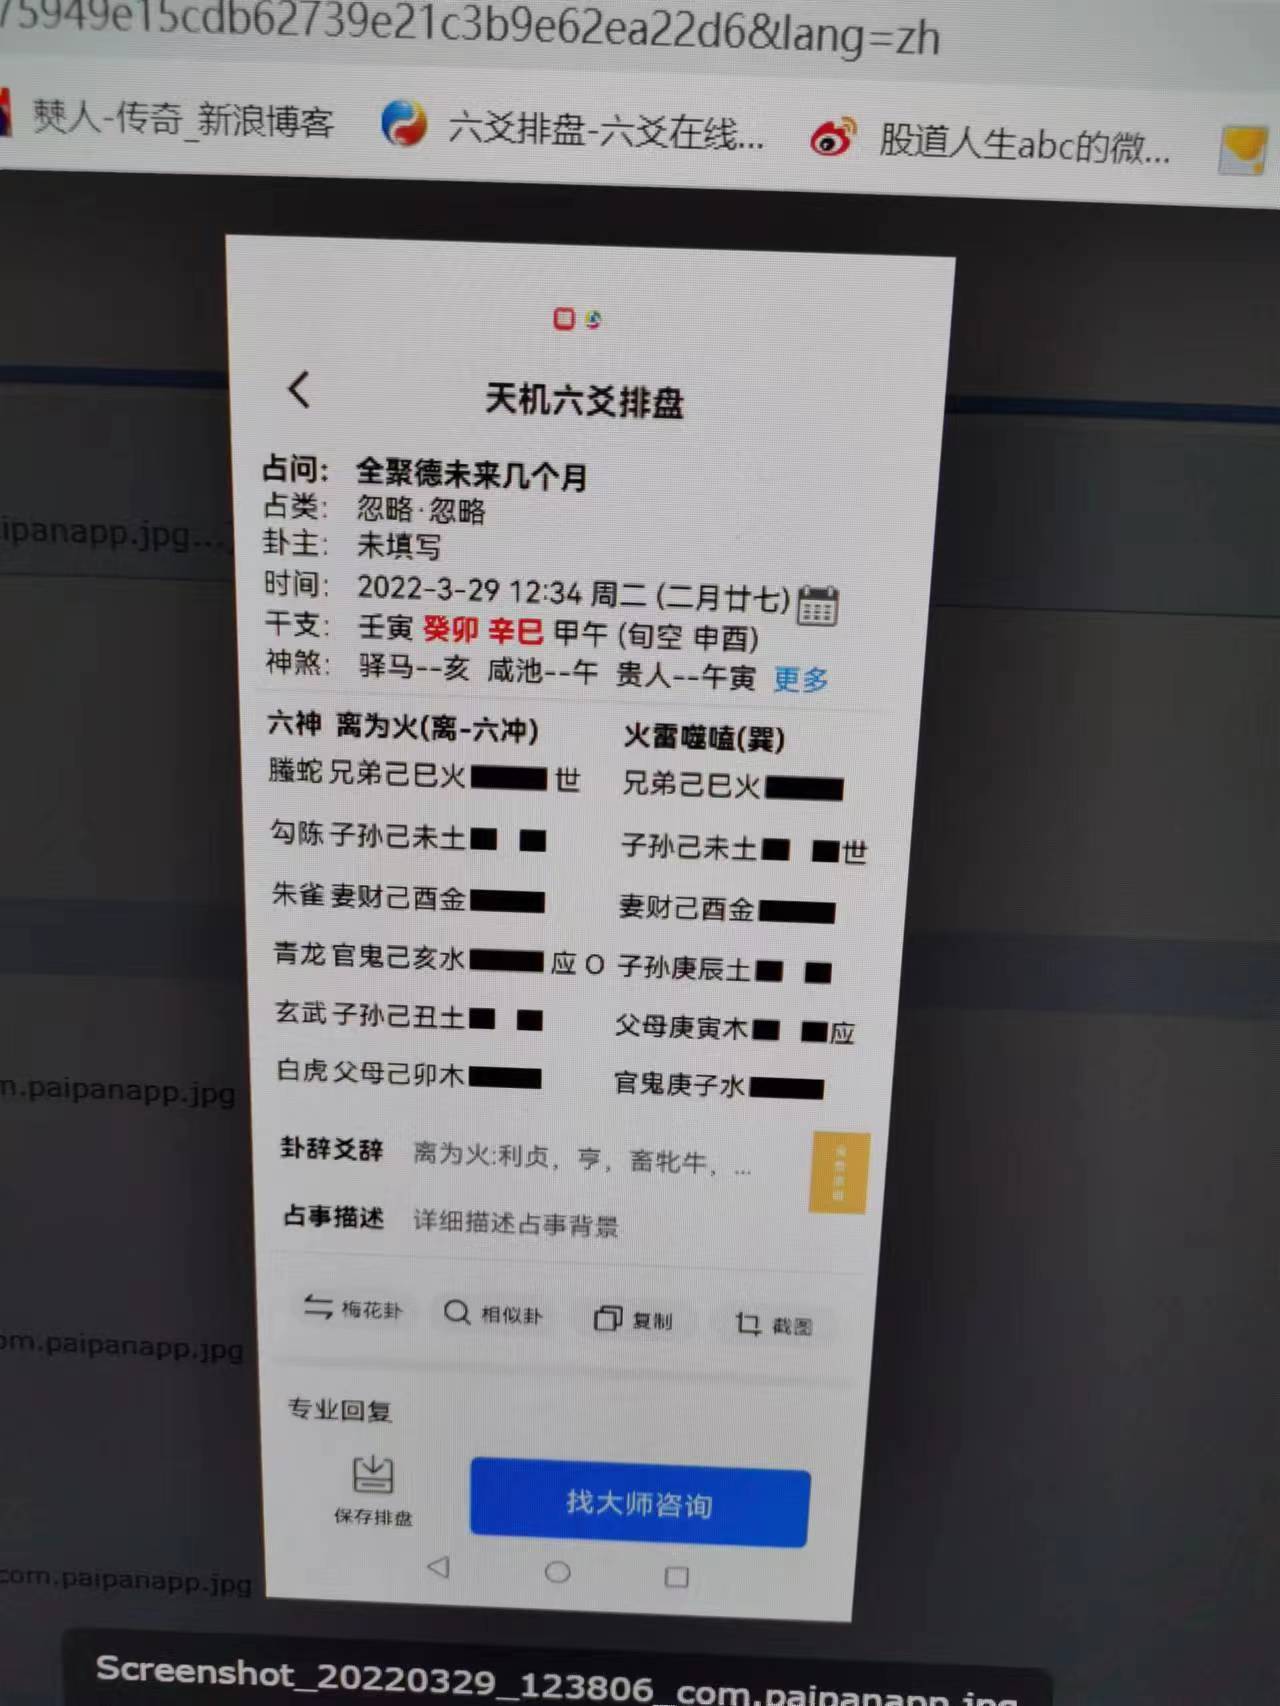 75949e15cdb62739e21c3b9e62ea22d6&lang=zh
僰人-传奇_新浪博客
六爻排盘-六爻在线...
股道人生abc的微...
天机六爻排盘
占问： 全聚德未来几个月
占类： 忽略·忽略
卦主： 未填写
时间： 2022-3-29 12:34 周二 (二月廿七)
干支： 壬寅 癸卯 辛巳 甲午 (旬空 申酉)
神煞： 驿马--亥 咸池--午 贵人--午寅 更多
六神 离为火(离-六冲) 火雷噬嗑(巽)
螣蛇 兄弟己巳火 世 兄弟己巳火
勾陈 子孙己未土 子孙己未土 世
朱雀 妻财己酉金 妻财己酉金
青龙 官鬼己亥水 应 O 子孙庚辰土
玄武 子孙己丑土 父母庚寅木 应
白虎 父母己卯木 官鬼庚子水
卦辞爻辞 离为火:利贞，亨，畜牝牛，...
占事描述 详细描述占事背景
梅花卦 相似卦 复制 截图
专业回复
保存排盘
找大师咨询
ipanapp.jpg...
m.paipanapp.jpg
om.paipanapp.jpg
com.paipanapp.jpg
Screenshot_20220329_123806_com.paipanapp.jpg